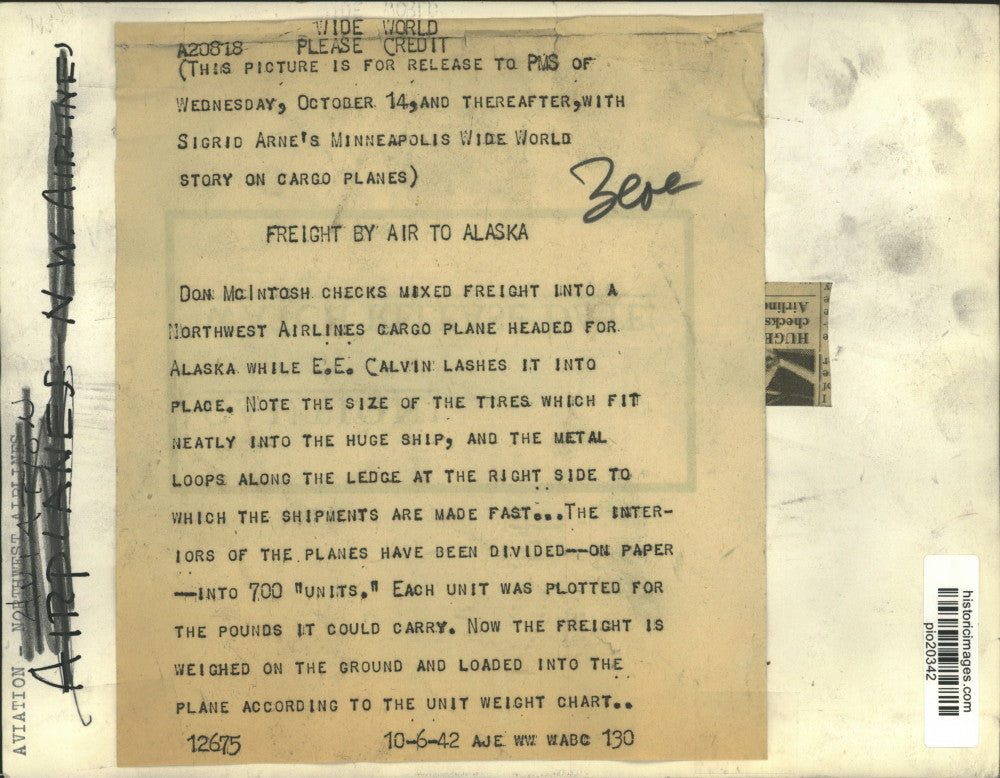 WIDE WORLD
A20818 PLEASE CREDIT
(THIS PICTURE IS FOR RELEASE TO PMS OF
WEDNESDAY, OCTOBER 14, AND THEREAFTER, WITH
SIGRID ARNE'S MINNEAPOLIS WIDE WORLD
STORY ON CARGO PLANES)
FREIGHT BY AIR TO ALASKA
DON MCINTOSH CHECKS MIXED FREIGHT INTO A
NORTHWEST AIRLINES CARGO PLANE HEADED FOR
ALASKA WHILE E.E. CALVIN LASHES IT INTO
PLACE. NOTE THE SIZE OF THE TIRES WHICH FIT
NEATLY INTO THE HUGE SHIP, AND THE METAL
LOOPS ALONG THE LEDGE AT THE RIGHT SIDE TO
WHICH THE SHIPMENTS ARE MADE FAST...THE INTER-
IORS OF THE PLANES HAVE BEEN DIVIDED--ON PAPER
--INTO 700 "UNITS." EACH UNIT WAS PLOTTED FOR
THE POUNDS IT COULD CARRY. NOW THE FREIGHT IS
WEIGHED ON THE GROUND AND LOADED INTO THE
PLANE ACCORDING TO THE UNIT WEIGHT CHART..
12675 10-6-42 AJE WW WABC 130
AVIATION - NORTHWEST AIRLINES
AIRPLANES N.W. AIRLINES
HUGE
checks
Airline
historicimages.com
pio20342